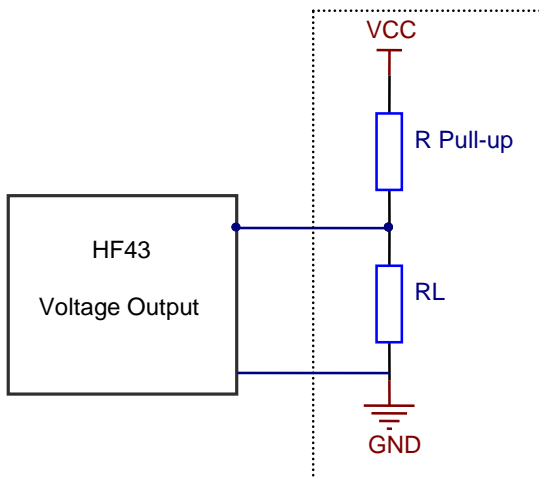 VCC
R Pull-up
HF43
Voltage Output
RL
GND